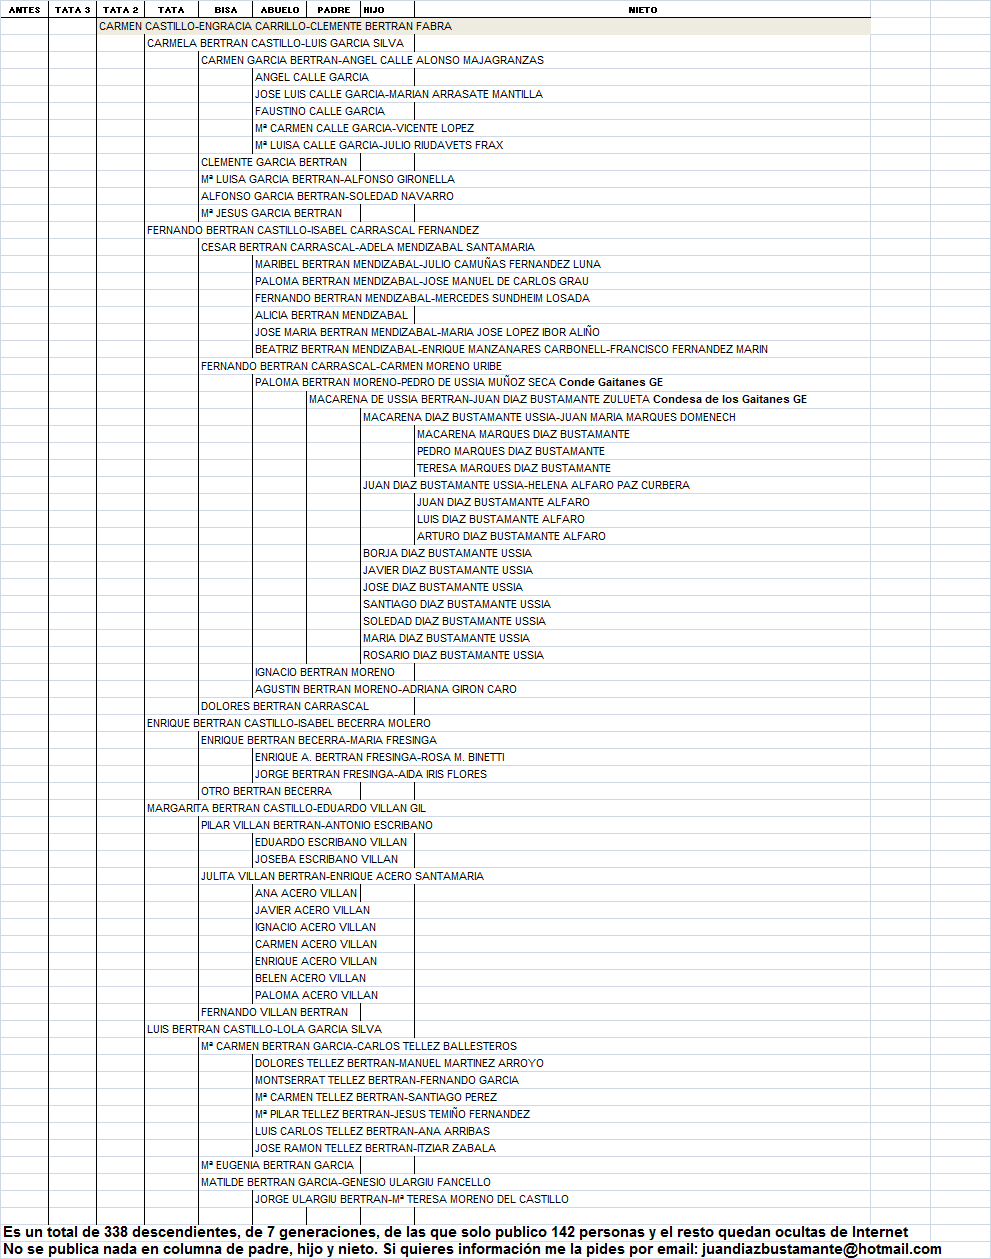 ANTES TATA 3 TATA 2 TATA BISA ABUELO PADRE HIJO NIETO
CARMEN CASTILLO-ENGRACIA CARRILLO-CLEMENTE BERTRAN FABRA
CARMELA BERTRAN CASTILLO-LUIS GARCIA SILVA
CARMEN GARCIA BERTRAN-ANGEL CALLE ALONSO MAJAGRANZAS
ANGEL CALLE GARCIA
JOSE LUIS CALLE GARCIA-MARIAN ARRASATE MANTILLA
FAUSTINO CALLE GARCIA
Mª CARMEN CALLE GARCIA-VICENTE LOPEZ
Mª LUISA CALLE GARCIA-JULIO RIUDAVETS FRAX
CLEMENTE GARCIA BERTRAN
Mª LUISA GARCIA BERTRAN-ALFONSO GIRONELLA
ALFONSO GARCIA BERTRAN-SOLEDAD NAVARRO
Mª JESUS GARCIA BERTRAN
FERNANDO BERTRAN CASTILLO-ISABEL CARRASCAL FERNANDEZ
CESAR BERTRAN CARRASCAL-ADELA MENDIZABAL SANTAMARIA
MARIBEL BERTRAN MENDIZABAL-JULIO CAMUÑAS FERNANDEZ LUNA
PALOMA BERTRAN MENDIZABAL-JOSE MANUEL DE CARLOS GRAU
FERNANDO BERTRAN MENDIZABAL-MERCEDES SUNDHEIM LOSADA
ALICIA BERTRAN MENDIZABAL
JOSE MARIA BERTRAN MENDIZABAL-MARIA JOSE LOPEZ IBOR ALIÑO
BEATRIZ BERTRAN MENDIZABAL-ENRIQUE MANZANARES CARBONELL-FRANCISCO FERNANDEZ MARIN
FERNANDO BERTRAN CARRASCAL-CARMEN MORENO URIBE
PALOMA BERTRAN MORENO-PEDRO DE USSIA MUÑOZ SECA Conde Gaitanes GE
MACARENA DE USSIA BERTRAN-JUAN DIAZ BUSTAMANTE ZULUETA Condesa de los Gaitanes GE
MACARENA DIAZ BUSTAMANTE USSIA-JUAN MARIA MARQUES DOMENECH
MACARENA MARQUES DIAZ BUSTAMANTE
PEDRO MARQUES DIAZ BUSTAMANTE
TERESA MARQUES DIAZ BUSTAMANTE
JUAN DIAZ BUSTAMANTE USSIA-HELENA ALFARO PAZ CURBERA
JUAN DIAZ BUSTAMANTE ALFARO
LUIS DIAZ BUSTAMANTE ALFARO
ARTURO DIAZ BUSTAMANTE ALFARO
BORJA DIAZ BUSTAMANTE USSIA
JAVIER DIAZ BUSTAMANTE USSIA
JOSE DIAZ BUSTAMANTE USSIA
SANTIAGO DIAZ BUSTAMANTE USSIA
SOLEDAD DIAZ BUSTAMANTE USSIA
MARIA DIAZ BUSTAMANTE USSIA
ROSARIO DIAZ BUSTAMANTE USSIA
IGNACIO BERTRAN MORENO
AGUSTIN BERTRAN MORENO-ADRIANA GIRON CARO
DOLORES BERTRAN CARRASCAL
ENRIQUE BERTRAN CASTILLO-ISABEL BECERRA MOLERO
ENRIQUE BERTRAN BECERRA-MARIA FRESINGA
ENRIQUE A. BERTRAN FRESINGA-ROSA M. BINETTI
JORGE BERTRAN FRESINGA-AIDA IRIS FLORES
OTRO BERTRAN BECERRA
MARGARITA BERTRAN CASTILLO-EDUARDO VILLAN GIL
PILAR VILLAN BERTRAN-ANTONIO ESCRIBANO
EDUARDO ESCRIBANO VILLAN
JOSEBA ESCRIBANO VILLAN
JULITA VILLAN BERTRAN-ENRIQUE ACERO SANTAMARIA
ANA ACERO VILLAN
JAVIER ACERO VILLAN
IGNACIO ACERO VILLAN
CARMEN ACERO VILLAN
ENRIQUE ACERO VILLAN
BELEN ACERO VILLAN
PALOMA ACERO VILLAN
FERNANDO VILLAN BERTRAN
LUIS BERTRAN CASTILLO-LOLA GARCIA SILVA
Mª CARMEN BERTRAN GARCIA-CARLOS TELLEZ BALLESTEROS
DOLORES TELLEZ BERTRAN-MANUEL MARTINEZ ARROYO
MONTSERRAT TELLEZ BERTRAN-FERNANDO GARCIA
Mª CARMEN TELLEZ BERTRAN-SANTIAGO PEREZ
Mª PILAR TELLEZ BERTRAN-JESUS TEMIÑO FERNANDEZ
LUIS CARLOS TELLEZ BERTRAN-ANA ARRIBAS
JOSE RAMON TELLEZ BERTRAN-ITZIAR ZABALA
Mª EUGENIA BERTRAN GARCIA
MATILDE BERTRAN GARCIA-GENESIO ULARGIU FANCELLO
JORGE ULARGIU BERTRAN-Mª TERESA MORENO DEL CASTILLO
Es un total de 338 descendientes, de 7 generaciones, de las que solo publico 142 personas y el resto quedan ocultas de Internet
No se publica nada en columna de padre, hijo y nieto. Si quieres información me la pides por email: juandiazbustamante@hotmail.com